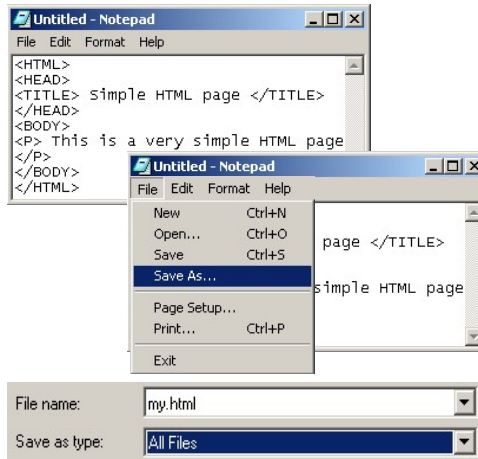 Untitled - Notepad
File Edit Format Help
<HTML>
<HEAD>
<TITLE> Simple HTML page </TITLE>
</HEAD>
<BODY>
<P> This is a very simple HTML page
</P>
</BODY>
</HTML>
Untitled - Notepad
File Edit Format Help
New Ctrl+N
Open... Ctrl+O
Save Ctrl+S
Save As...
Page Setup...
Print... Ctrl+P
Exit
page </TITLE>
simple HTML page
File name: my.html
Save as type: All Files